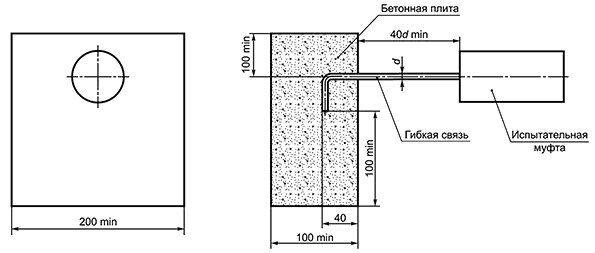 Бетонная плита
100 min
40d min
d
Гибкая связь
Испытательная
муфта
100 min
40
200 min
100 min